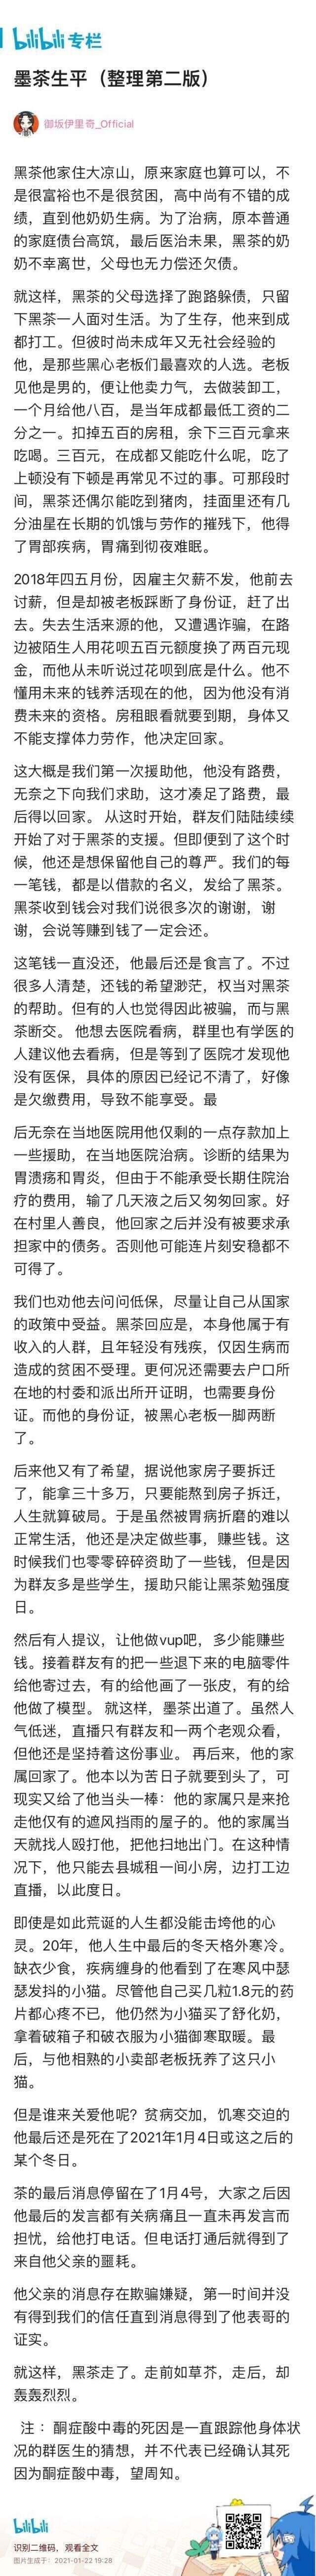 bilibili 专栏
墨茶生平（整理第二版）
御坂伊里奇_Official
黑茶他家住大凉山，原来家庭也算可以，不
是很富裕也不是很贫困，高中尚有不错的成
绩，直到他奶奶生病。为了治病，原本普通
的家庭债台高筑，最后医治未果，黑茶的奶
奶不幸离世，父母也无力偿还欠债。
就这样，黑茶的父母选择了跑路躲债，只留
下黑茶一人面对生活。为了生存，他来到成
都打工。但彼时尚未成年又无社会经验的
他，是那些黑心老板们最喜欢的人选。老板
见他是男的，便让他卖力气，去做装卸工，
一个月给他八百，是当年成都最低工资的二
分之一。扣掉五百的房租，余下三百元拿来
吃喝。三百元，在成都又能吃什么呢，吃了
上顿没有下顿是再常见不过的事。可那段时
间，黑茶还偶尔能吃到猪肉，挂面里还有几
分油星在长期的饥饿与劳作的摧残下，他得
了胃部疾病，胃痛到彻夜难眠。
2018年四五月份，因雇主欠薪不发，他前去
讨薪，但是却被老板踩断了身份证，赶了出
去。失去生活来源的他，又遭遇诈骗，在路
边被陌生人用花呗五百元额度换了两百元现
金，而他从未听说过花呗到底是什么。他不
懂用未来的钱养活现在的他，因为他没有消
费未来的资格。房租眼看就要到期，身体又
不能支撑体力劳作，他决定回家。
这大概是我们第一次援助他，他没有路费，
无奈之下向我们求助，这才凑足了路费，最
后得以回家。 从这时开始，群友们陆陆续续
开始了对于黑茶的支援。但即便到了这个时
候，他还是想保留他自己的尊严。我们的每
一笔钱，都是以借款的名义，发给了黑茶。
黑茶收到钱会对我们说很多次的谢谢，谢
谢，会说等赚到钱了一定会还。
这笔钱一直没还，他最后还是食言了。不过
很多人清楚，还钱的希望渺茫，权当对黑茶
的帮助。但有的人也觉得因此被骗，而与黑
茶断交。 他想去医院看病，群里也有学医的
人建议他去看病，但是等到了医院才发现他
没有医保，具体的原因已经记不清了，好像
是欠缴费用，导致不能享受。最
后无奈在当地医院用他仅剩的一点存款加上
一些援助，在当地医院治病。诊断的结果为
胃溃疡和胃炎，但由于不能承受长期住院治
疗的费用，输了几天液之后又匆匆回家。好
在村里人善良，他回家之后并没有被要求承
担家中的债务。否则他可能连片刻安稳都不
可得了。
我们也劝他去问问低保，尽量让自己从国家
的政策中受益。黑茶回应是，本身他属于有
收入的人群，且年轻没有残疾，仅因生病而
造成的贫困不受理。更何况还需要去户口所
在地的村委和派出所开证明，也需要身份
证。而他的身份证，被黑心老板一脚两断
了。
后来他又有了希望，据说他家房子要拆迁
了，能拿三十多万，只要能熬到房子拆迁，
人生就算破局。于是虽然被胃病折磨的难以
正常生活，他还是决定做些事，赚些钱。这
时候我们也零零碎碎资助了一些钱，但是因
为群友多是些学生，援助只能让黑茶勉强度
日。
然后有人提议，让他做vup吧，多少能赚些
钱。接着群友有的把一些退下来的电脑零件
给他寄过去，有的给他画了一张皮，有的给
他做了模型。 就这样，墨茶出道了。虽然人
气低迷，直播只有群友和一两个老观众看，
但他还是坚持着这份事业。 再后来，他的家
属回家了。他本以为苦日子就要到头了，可
现实又给了他当头一棒：他的家属只是来抢
走他仅有的遮风挡雨的屋子的。他的家属当
天就找人殴打他，把他扫地出门。在这种情
况下，他只能去县城租一间小房，边打工边
直播，以此度日。
即使是如此荒诞的人生都没能击垮他的心
灵。20年，他人生中最后的冬天格外寒冷。
缺衣少食，疾病缠身的他看到了在寒风中瑟
瑟发抖的小猫。尽管他自己买几粒1.8元的药
片都心疼不已，他仍然为小猫买了舒化奶，
拿着破箱子和破衣服为小猫御寒取暖。最
后，与他相熟的小卖部老板抚养了这只小
猫。
但是谁来关爱他呢？贫病交加，饥寒交迫的
他最后还是死在了2021年1月4日或这之后的
某个冬日。
茶的最后消息停留在了1月4号，大家之后因
他最后的发言都有关病痛且一直未再发言而
担忧，给他打电话。但电话打通后就得到了
来自他父亲的噩耗。
他父亲的消息存在欺骗嫌疑，第一时间并没
有得到我们的信任直到消息得到了他表哥的
证实。
就这样，黑茶走了。走前如草芥，走后，却
轰轰烈烈。
注 ：酮症酸中毒的死因是一直跟踪他身体状
况的群医生的猜想，并不代表已经确认其死
因为酮症酸中毒，望周知。
bilibili
识别二维码，观看全文
图片生成于：2021-01-22 19:28